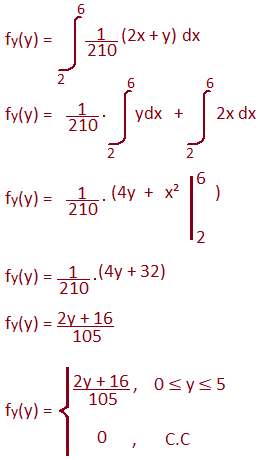 fY(y) = ∫₂⁶ 1/210 (2x + y) dx
fY(y) = 1/210 . ∫₂⁶ ydx + ∫₂⁶ 2x dx
fY(y) = 1/210 . (4y + x² |₂⁶ )
fY(y) = 1/210 .(4y + 32)
fY(y) = 2y + 16/105
fY(y) = { 2y + 16/105 , 0 ≤ y ≤ 5
0 , C.C